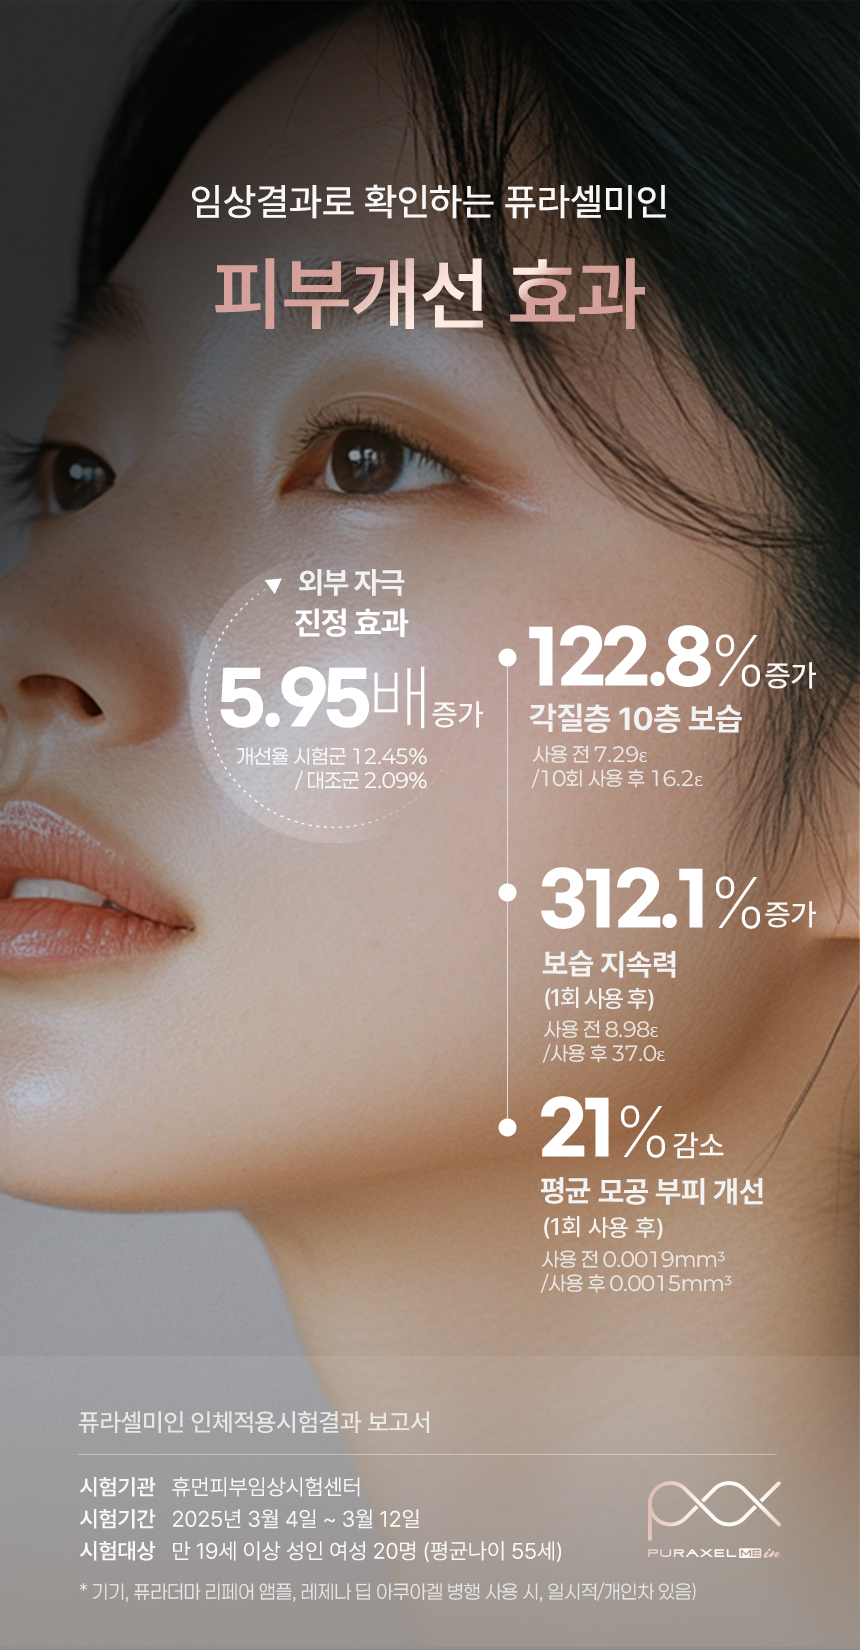 임상결과로 확인하는 퓨라셀미인
피부개선 효과
외부 자극
진정 효과
5.95배 증가
개선율 시험군 12.45%
/ 대조군 2.09%
122.8% 증가
각질층 10층 보습
사용 전 7.29ε
/10회 사용 후 16.2ε
312.1% 증가
보습 지속력
(1회 사용 후)
사용 전 8.98ε
/사용 후 37.0ε
21% 감소
평균 모공 부피 개선
(1회 사용 후)
사용 전 0.0019mm³
/사용 후 0.0015mm³
퓨라셀미인 인체적용시험결과 보고서
시험기관 휴먼피부임상시험센터
시험기간 2025년 3월 4일 ~ 3월 12일
시험대상 만 19세 이상 성인 여성 20명 (평균나이 55세)
* 기기, 퓨라더마 리페어 앰플, 레제나 딥 아쿠아겔 병행 사용 시, 일시적/개인차 있음)
PURAXEL ME in